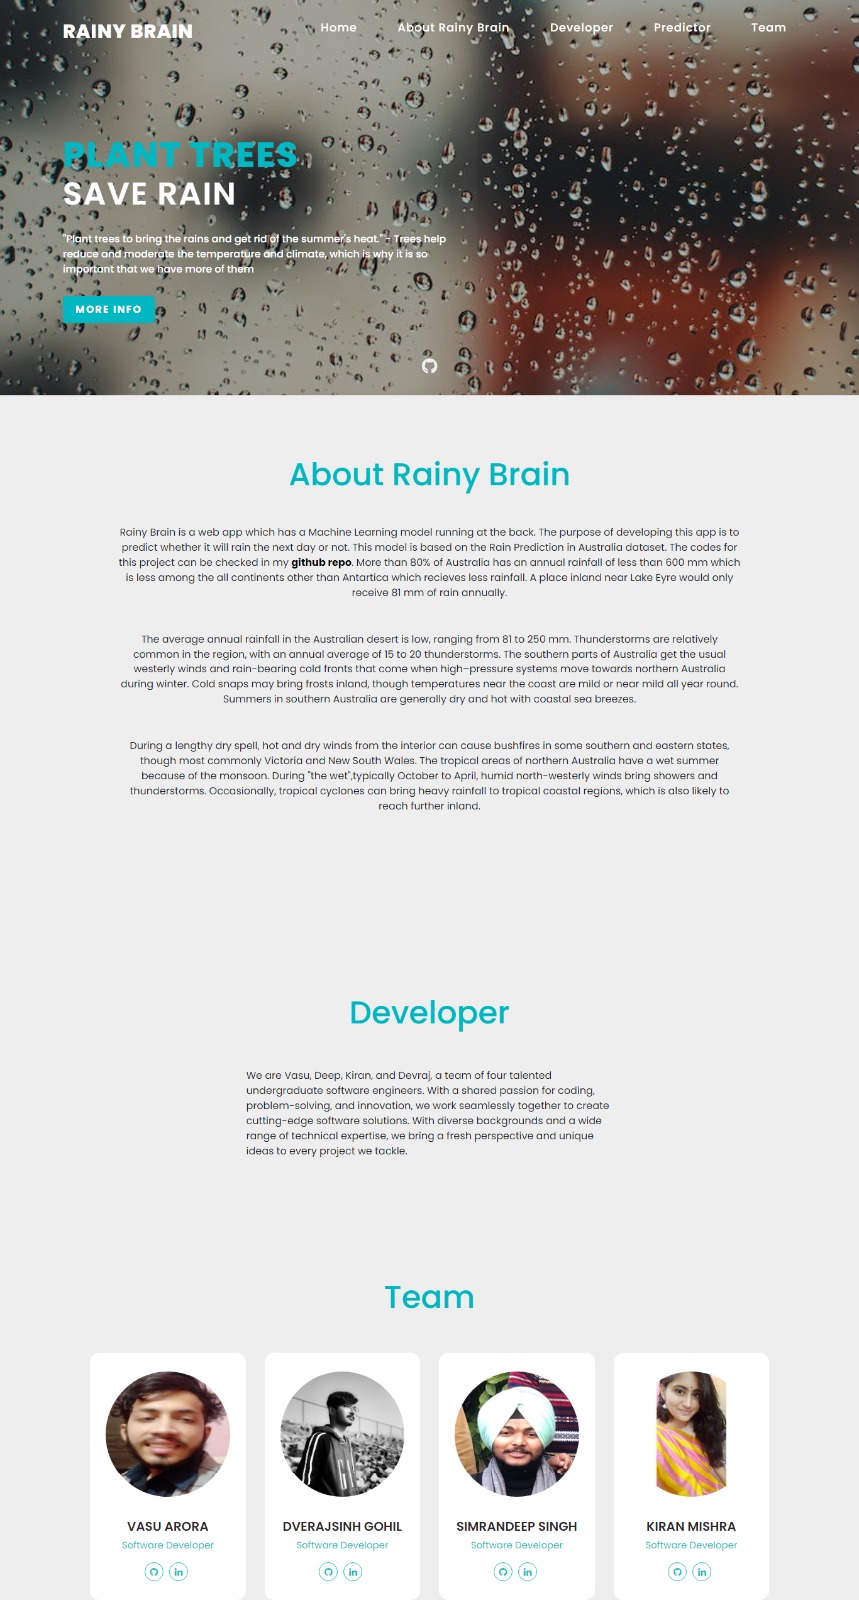 RAINY BRAIN
Home About Rainy Brain Developer Predictor Team
PLANT TREES
SAVE RAIN
"Plant trees to bring the rains and get rid of the summer's heat." - Trees help
reduce and moderate the temperature and climate, which is why it is so
important that we have more of them
MORE INFO
About Rainy Brain
Rainy Brain is a web app which has a Machine Learning model running at the back. The purpose of developing this app is to
predict whether it will rain the next day or not. This model is based on the Rain Prediction in Australia dataset. The codes for
this project can be checked in my github repo. More than 80% of Australia has an annual rainfall of less than 600 mm which
is less among the all continents other than Antartica which recieves less rainfall. A place inland near Lake Eyre would only
receive 81 mm of rain annually.
The average annual rainfall in the Australian desert is low, ranging from 81 to 250 mm. Thunderstorms are relatively
common in the region, with an annual average of 15 to 20 thunderstorms. The southern parts of Australia get the usual
westerly winds and rain-bearing cold fronts that come when high–pressure systems move towards northern Australia
during winter. Cold snaps may bring frosts inland, though temperatures near the coast are mild or near mild all year round.
Summers in southern Australia are generally dry and hot with coastal sea breezes.
During a lengthy dry spell, hot and dry winds from the interior can cause bushfires in some southern and eastern states,
though most commonly Victoria and New South Wales. The tropical areas of northern Australia have a wet summer
because of the monsoon. During "the wet",typically October to April, humid north-westerly winds bring showers and
thunderstorms. Occasionally, tropical cyclones can bring heavy rainfall to tropical coastal regions, which is also likely to
reach further inland.
Developer
We are Vasu, Deep, Kiran, and Devraj, a team of four talented
undergraduate software engineers. With a shared passion for coding,
problem-solving, and innovation, we work seamlessly together to create
cutting-edge software solutions. With diverse backgrounds and a wide
range of technical expertise, we bring a fresh perspective and unique
ideas to every project we tackle.
Team
VASU ARORA DVERAJSINH GOHIL SIMRANDEEP SINGH KIRAN MISHRA
Software Developer Software Developer Software Developer Software Developer
in in in in